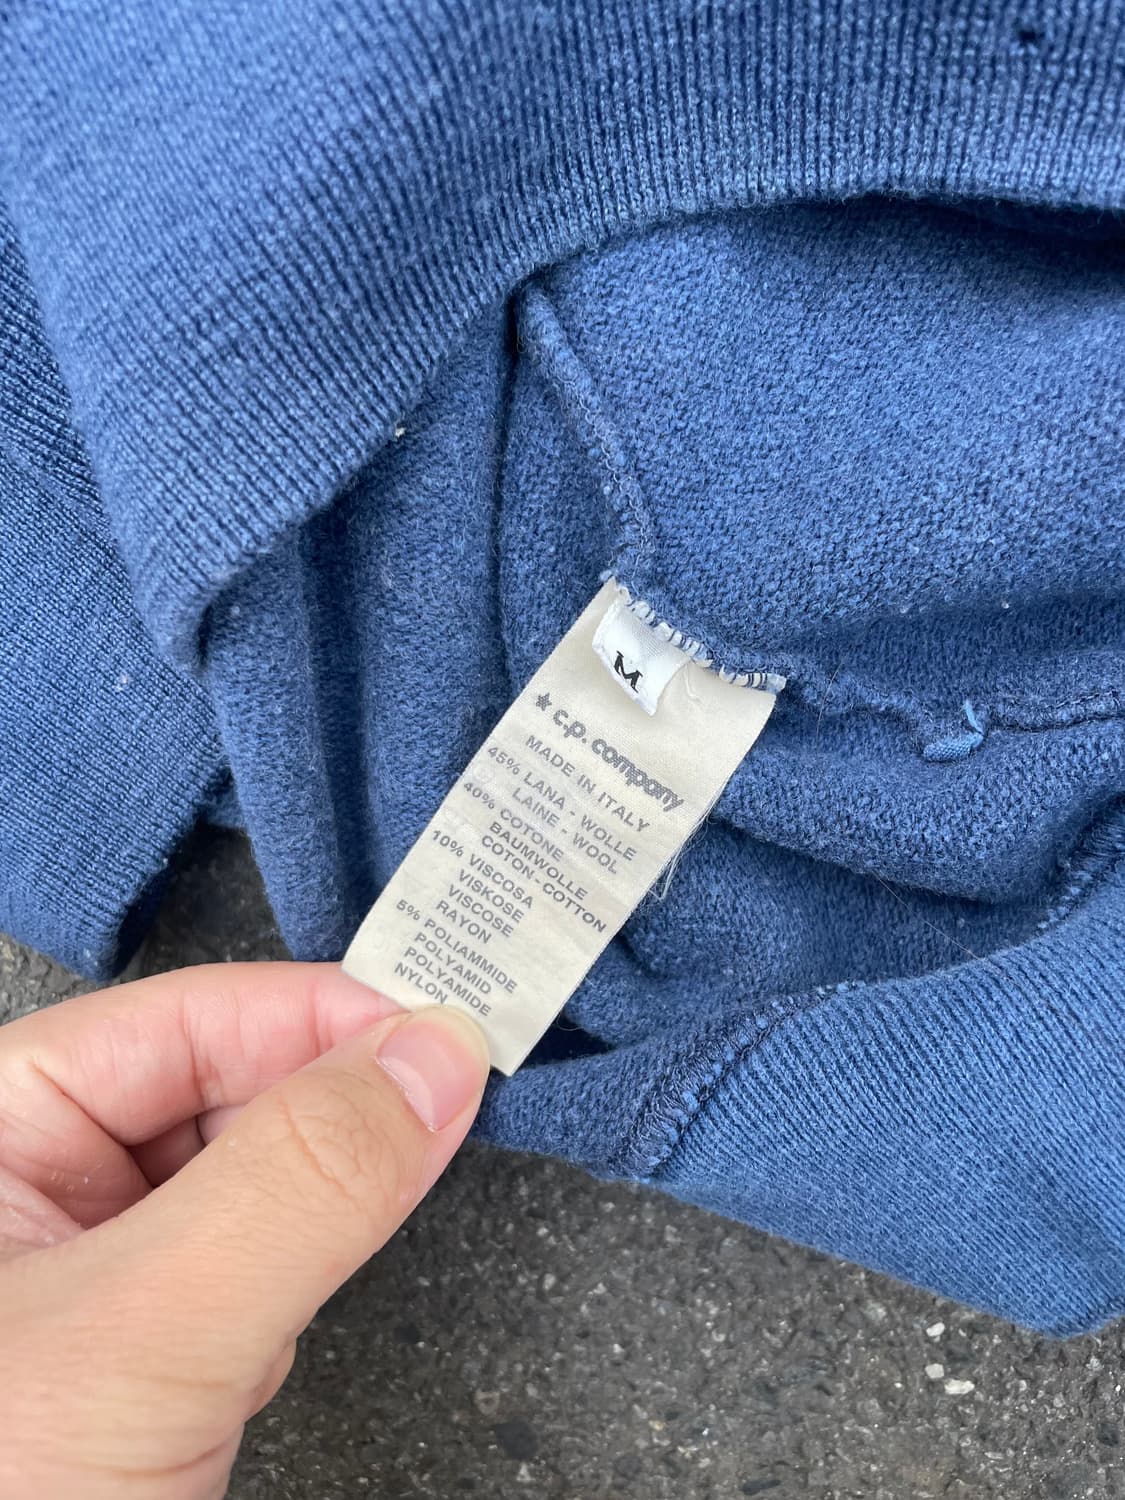 M
★ c.p. company
MADE IN ITALY
45% LANA - WOLLE
LAINE - WOOL
40% COTONE
BAUMWOLLE
COTON - COTTON
10% VISCOSA
VISKOSE
VISCOSE
RAYON
5% POLIAMMIDE
POLYAMID
POLYAMIDE
NYLON